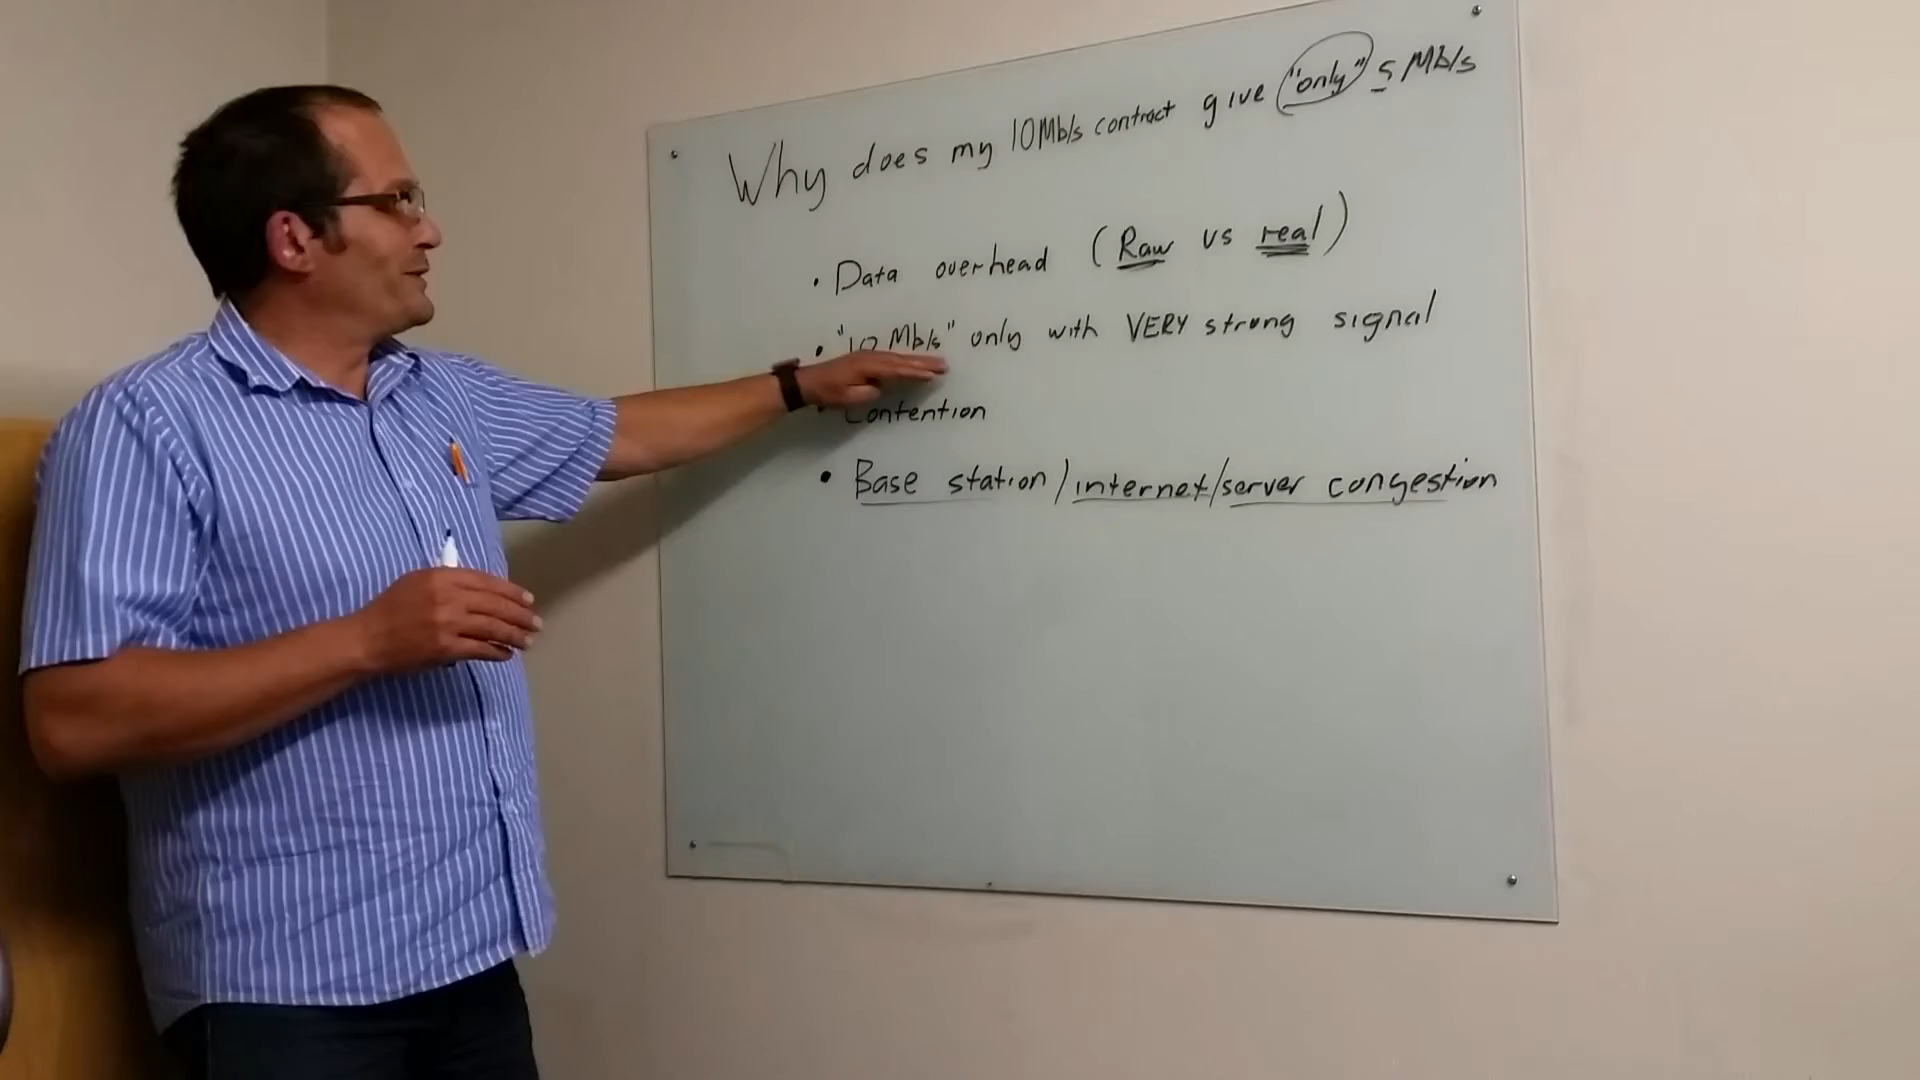 Why does my 10Mb/s contract give "only" 5 Mb/s
• Data overhead (Raw vs real)
• "10 Mb/s" only with VERY strong signal
• Contention
• Base station/internet/server congestion